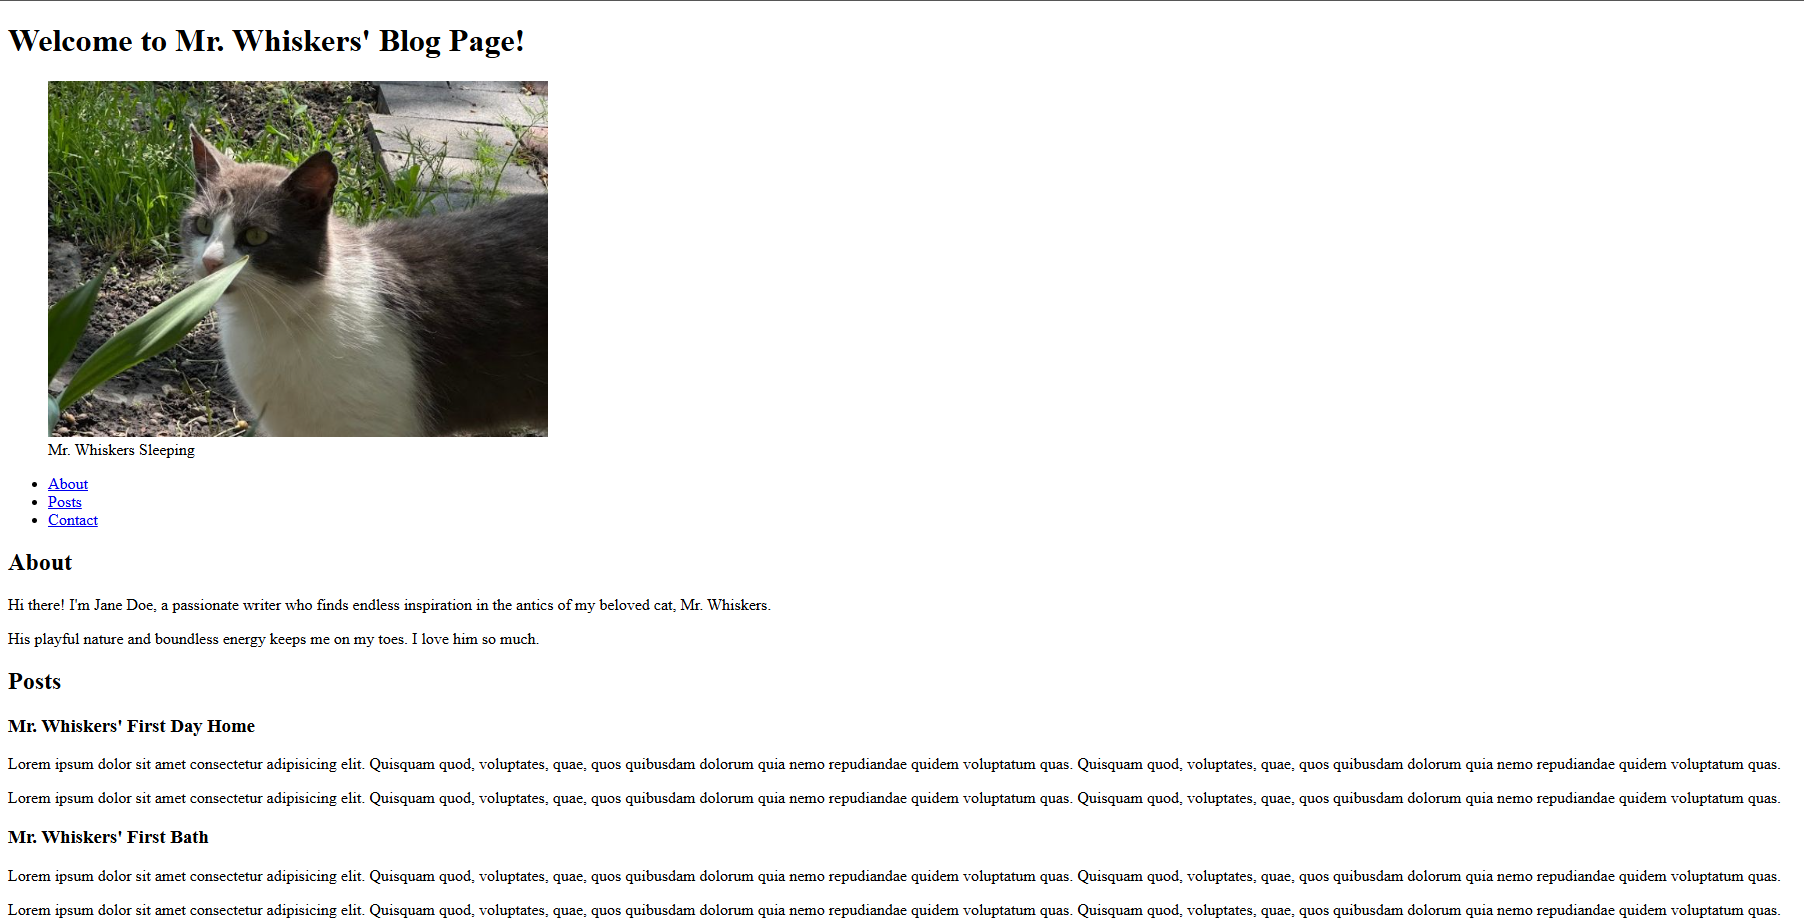 Welcome to Mr. Whiskers' Blog Page!
Mr. Whiskers Sleeping
About
Posts
Contact
About
Hi there! I'm Jane Doe, a passionate writer who finds endless inspiration in the antics of my beloved cat, Mr. Whiskers.
His playful nature and boundless energy keeps me on my toes. I love him so much.
Posts
Mr. Whiskers' First Day Home
Lorem ipsum dolor sit amet consectetur adipisicing elit. Quisquam quod, voluptates, quae, quos quibusdam dolorum quia nemo repudiandae quidem voluptatum quas. Quisquam quod, voluptates, quae, quos quibusdam dolorum quia nemo repudiandae quidem voluptatum quas.
Lorem ipsum dolor sit amet consectetur adipisicing elit. Quisquam quod, voluptates, quae, quos quibusdam dolorum quia nemo repudiandae quidem voluptatum quas. Quisquam quod, voluptates, quae, quos quibusdam dolorum quia nemo repudiandae quidem voluptatum quas.
Mr. Whiskers' First Bath
Lorem ipsum dolor sit amet consectetur adipisicing elit. Quisquam quod, voluptates, quae, quos quibusdam dolorum quia nemo repudiandae quidem voluptatum quas. Quisquam quod, voluptates, quae, quos quibusdam dolorum quia nemo repudiandae quidem voluptatum quas.
Lorem ipsum dolor sit amet consectetur adipisicing elit. Quisquam quod, voluptates, quae, quos quibusdam dolorum quia nemo repudiandae quidem voluptatum quas. Quisquam quod, voluptates, quae, quos quibusdam dolorum quia nemo repudiandae quidem voluptatum quas.